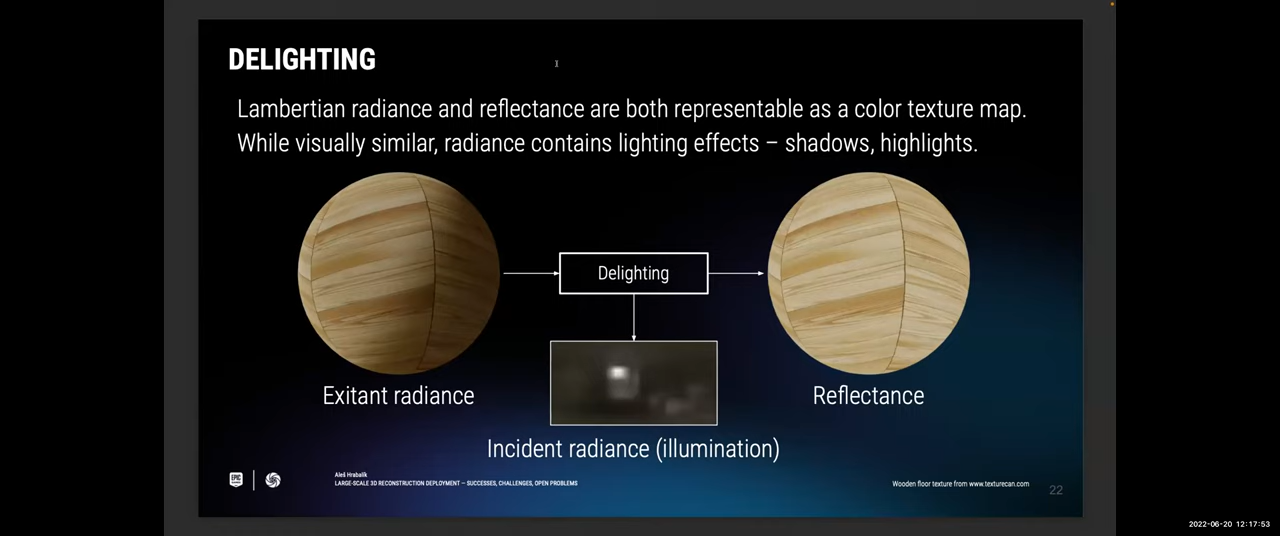 DELIGHTING
Lambertian radiance and reflectance are both representable as a color texture map.
While visually similar, radiance contains lighting effects – shadows, highlights.
Delighting
Exitant radiance
Reflectance
Incident radiance (illumination)
EPIC
Aleš Hrabalík
LARGE-SCALE 3D RECONSTRUCTION DEPLOYMENT – SUCCESSES, CHALLENGES, OPEN PROBLEMS
Wooden floor texture from www.texturecan.com
22
2022-06-20 12:17:53